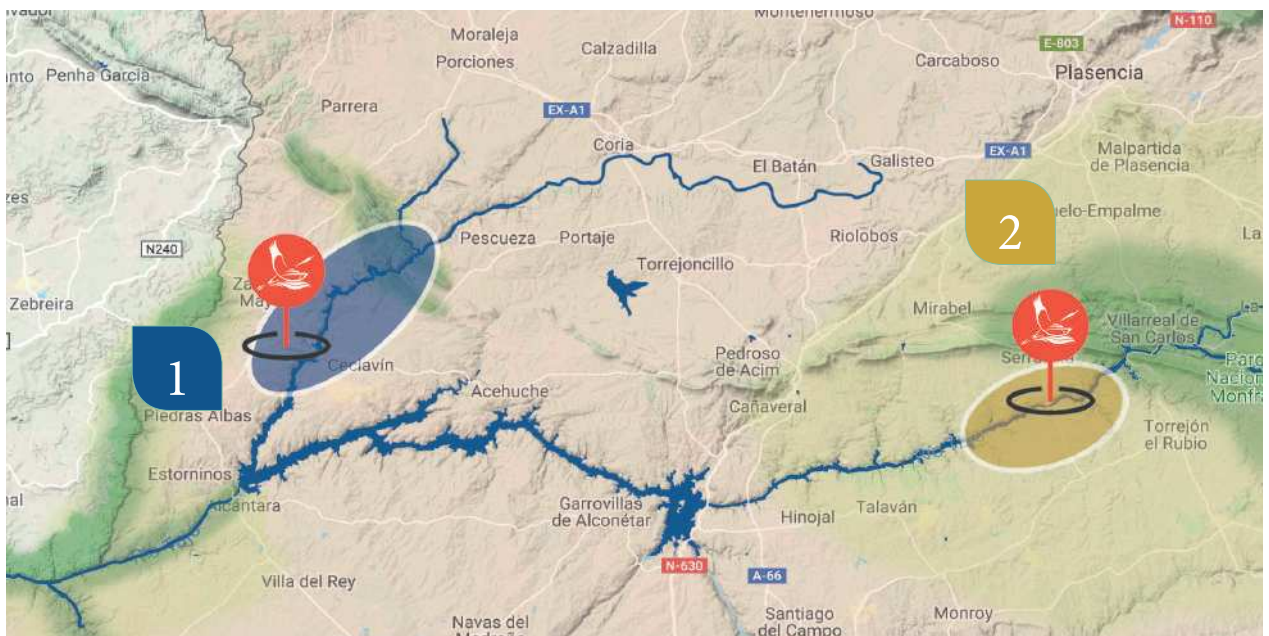 Montehermoso
N-110
Moraleja
Calzadilla
E-803
Porciones
Carcaboso
Plasencia
Penha Garcia
Parrera
EX-A1
Coria
El Batán
Galisteo
EX-A1
Malpartida
de Plasencia
2
uelo-Empalme
La
N240
Pescueza
Portaje
Riolobos
Torrejoncillo
Zebreira
Mirabel
Villarreal de
San Carlos
1
Ceclavín
Pedroso
de Acim
Acehuche
Cañaveral
Piedras Albas
Torrejón
el Rubio
Estorninos
Alcántara
Garrovillas
de Alconétar
Hinojal
Talaván
N-630
A-66
Villa del Rey
Navas del
Santiago
del Campo
Monroy